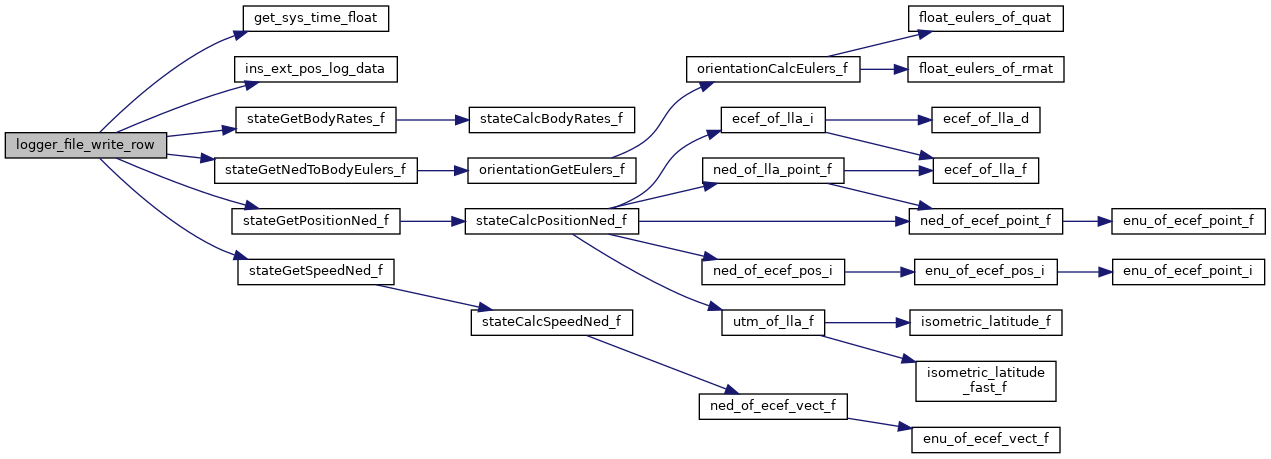 logger_file_write_row
get_sys_time_float
ins_ext_pos_log_data
stateGetBodyRates_f
stateGetNedToBodyEulers_f
stateGetPositionNed_f
stateGetSpeedNed_f
stateCalcBodyRates_f
orientationGetEulers_f
stateCalcPositionNed_f
stateCalcSpeedNed_f
orientationCalcEulers_f
ecef_of_lla_i
ned_of_lla_point_f
ned_of_ecef_pos_i
utm_of_lla_f
ned_of_ecef_vect_f
float_eulers_of_quat
float_eulers_of_rmat
ecef_of_lla_d
ecef_of_lla_f
ned_of_ecef_point_f
enu_of_ecef_pos_i
isometric_latitude_f
isometric_latitude
_fast_f
enu_of_ecef_vect_f
enu_of_ecef_point_f
enu_of_ecef_point_i